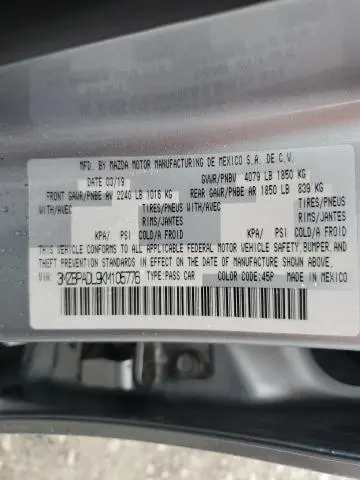 MFD. BY MAZDA MOTOR MANUFACTURING DE MEXICO S.A. DE C.V.
DATE 03/19 GVWR/PNBV 4079 LB 1850 KG
FRONT GAWR/PNBE AV 2240 LB 1016 KG REAR GAWR/PNBE AR 1850 LB 839 KG
WITH/AVEC TIRES/PNEUS WITH/AVEC TIRES/PNEUS
RIMS/JANTES RIMS/JANTES
KPA/ PSI COLD/A FROID KPA/ PSI COLD/A FROID
CONFORMS TO ALL APPLICABLE FEDERAL MOTOR VEHICLE SAFETY, BUMPER, AND
THEFT PREVENTION STANDARDS IN EFFECT ON THE DATE OF MANUFACTURE SHOWN ABOVE.
3MZBPADL9KM105776 TYPE: PASS CAR COLOR CODE: 45P MADE IN MEXICO